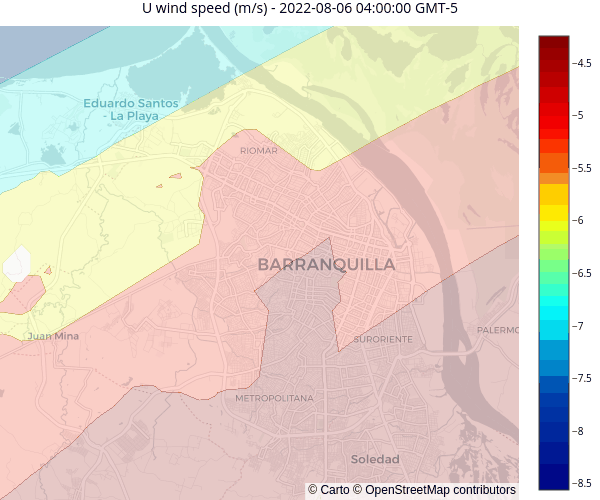 U wind speed (m/s) - 2022-08-06 04:00:00 GMT-5
−4.5
Eduardo Santos
- La Playa
−5
RIOMAR
−5.5
−6
BARRANQUILLA
−6.5
−7
Juan Mina
SURORIENTE
PALERMO
−7.5
METROPOLITANA
−8
Soledad
−8.5
© Carto © OpenStreetMap contributors